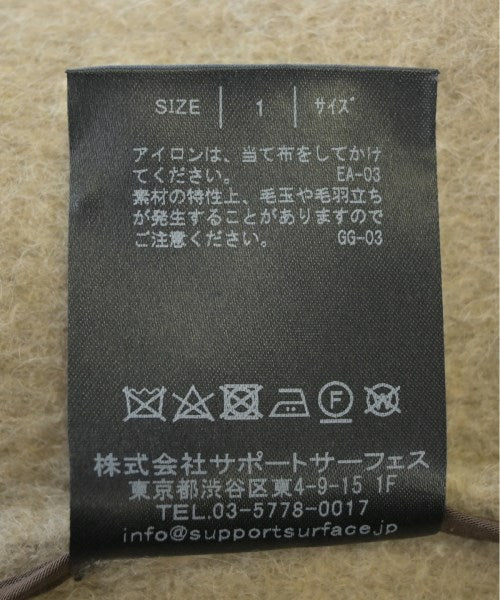 SIZE | 1 | サイズ
アイロンは、当て布をしてかけ
てください。 EA-03
素材の特性上、毛玉や毛羽立ち
が発生することがありますので
ご注意ください。 GG-03
F W
株式会社サポートサーフェス
東京都渋谷区東4-9-15 1F
TEL.03-5778-0017
info@supportsurface.jp